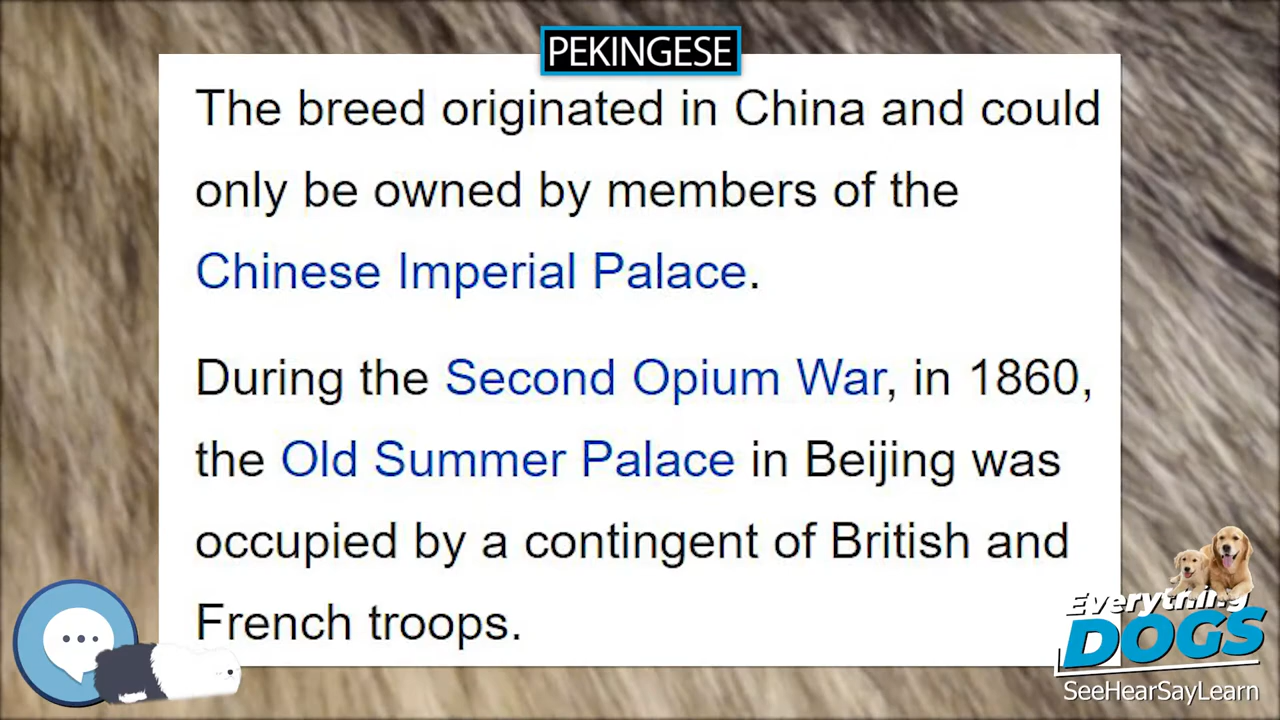 PEKINGESE
The breed originated in China and could
only be owned by members of the
Chinese Imperial Palace.
During the Second Opium War, in 1860,
the Old Summer Palace in Beijing was
occupied by a contingent of British and
French troops.
Everything
DOGS
SeeHearSayLearn